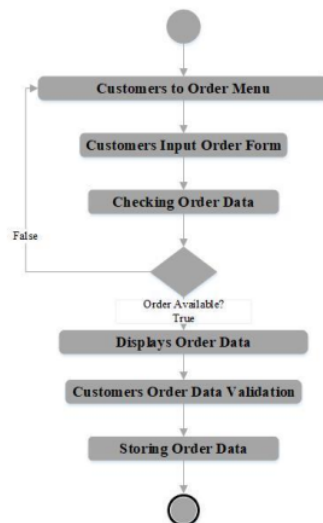 Customers to Order Menu
Customers Input Order Form
Checking Order Data
False
Order Available?
True
Displays Order Data
Customers Order Data Validation
Storing Order Data